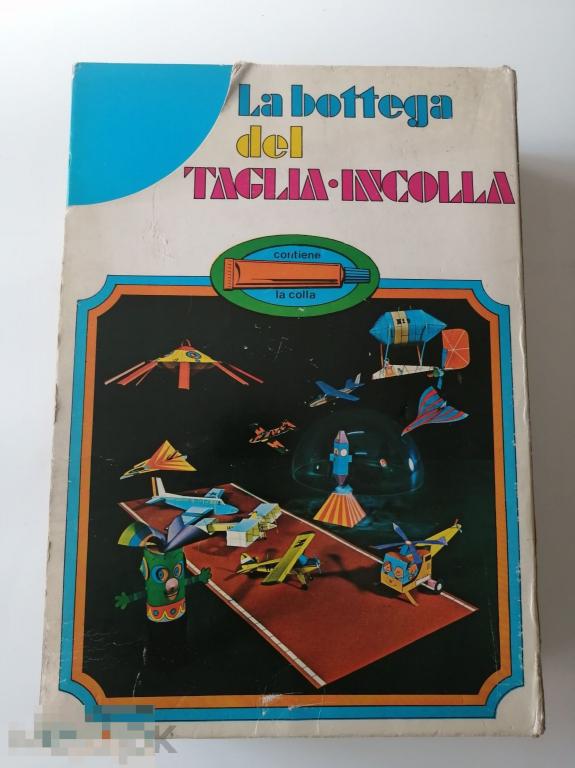 La bottega
del
TAGLIA·INCOLLA
contiene
la colla